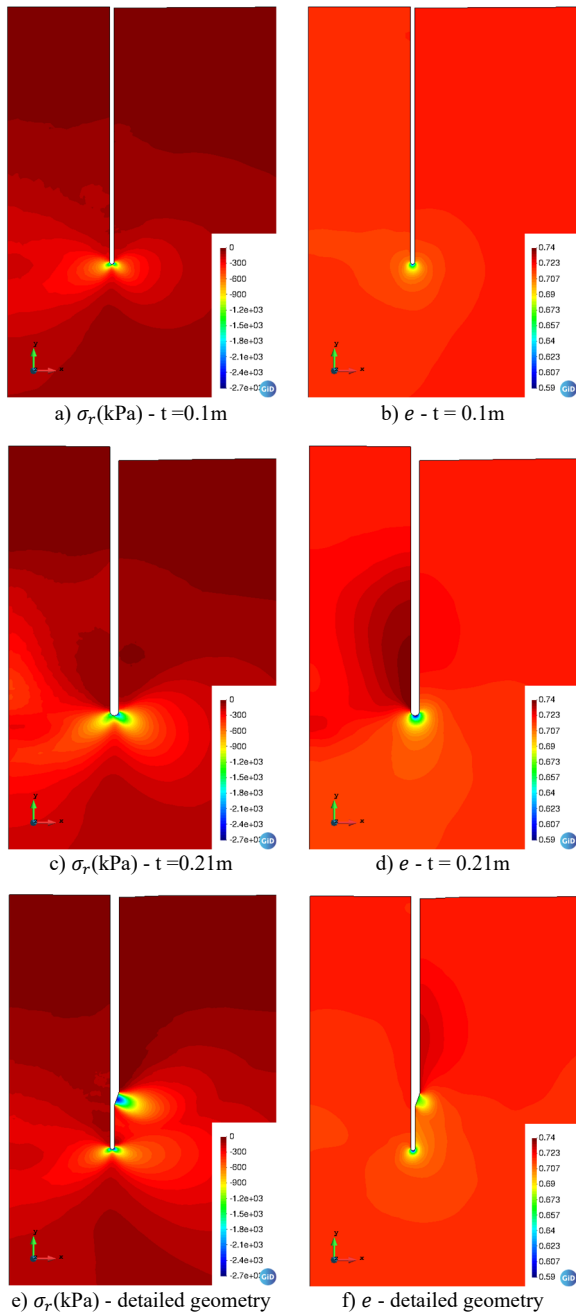 0
-300
-600
-900
-1.2e+03
-1.5e+03
-1.8e+03
-2.1e+03
-2.4e+03
-2.7e+0
y
x
GiD
0.74
0.723
0.707
0.69
0.673
0.657
0.64
0.623
0.607
0.59
y
x
GiD
a) σ_r(kPa) - t =0.1m
b) e - t = 0.1m
0
-300
-600
-900
-1.2e+03
-1.5e+03
-1.8e+03
-2.1e+03
-2.4e+03
-2.7e+0
y
x
GiD
0.74
0.723
0.707
0.69
0.673
0.657
0.64
0.623
0.607
0.59
y
x
GiD
c) σ_r(kPa) - t =0.21m
d) e - t = 0.21m
0
-300
-600
-900
-1.2e+03
-1.5e+03
-1.8e+03
-2.1e+03
-2.4e+03
-2.7e+0
y
x
GiD
0.74
0.723
0.707
0.69
0.673
0.657
0.64
0.623
0.607
0.59
y
x
GiD
e) σ_r(kPa) - detailed geometry
f) e - detailed geometry